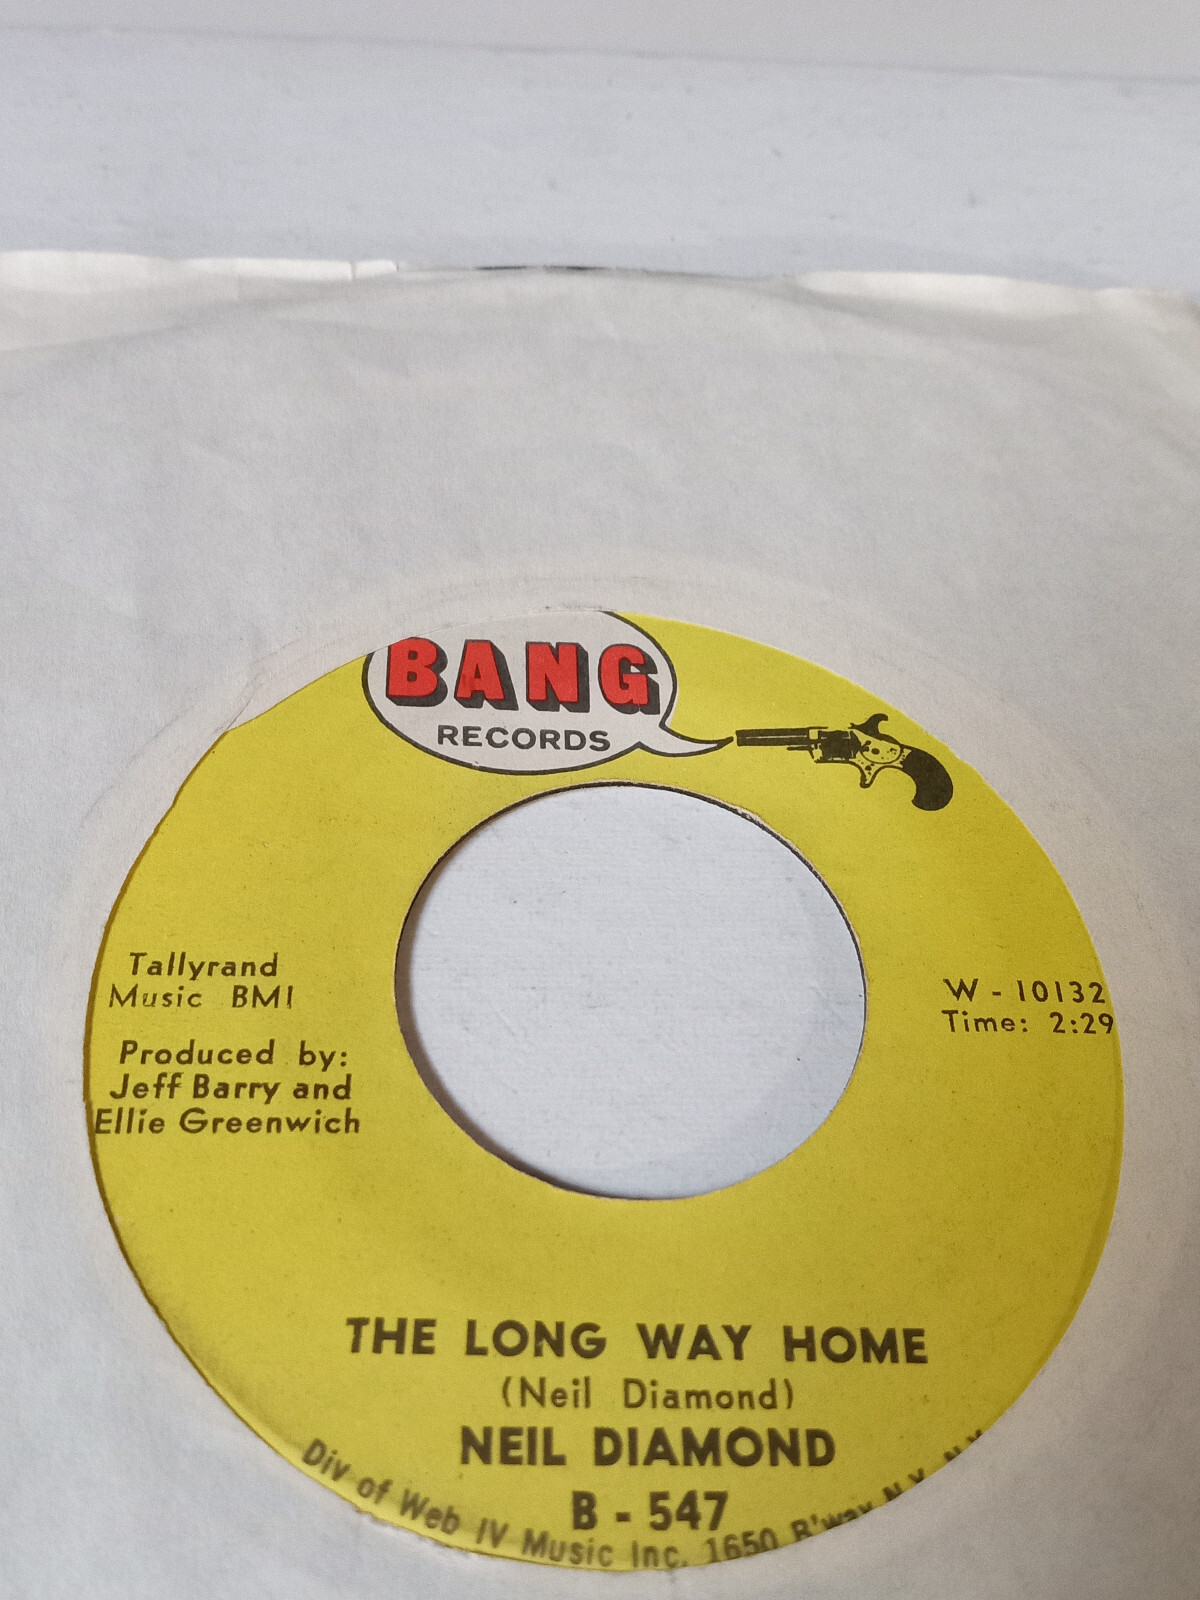 BANG
RECORDS
Tallyrand
Music BMI
Produced by:
Jeff Barry and
Ellie Greenwich
W - 10132
Time: 2:29
THE LONG WAY HOME
(Neil Diamond)
NEIL DIAMOND
B - 547
Div of Web IV Music Inc. 1650 B'way N.Y. N.Y.